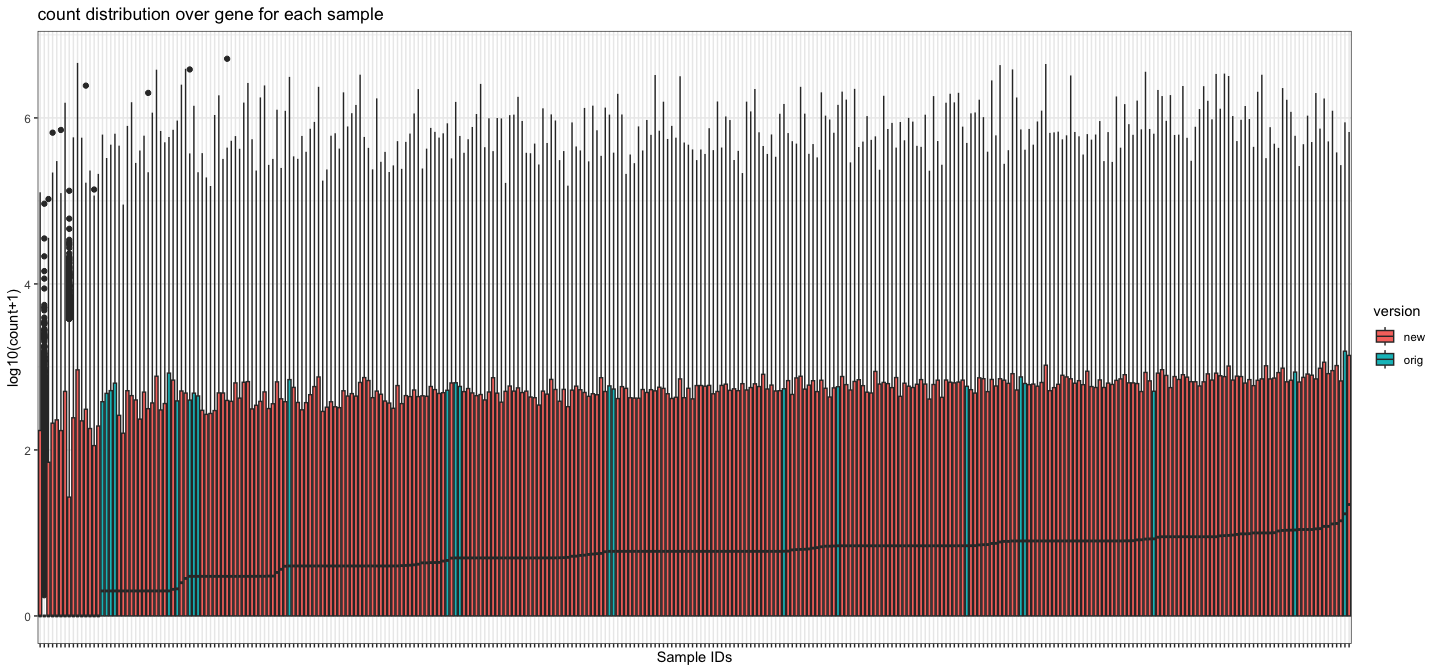 count distribution over gene for each sample
log10(count+1)
6
4
2
0
Sample IDs
version
new
orig